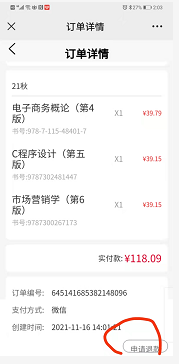 27% 2:03
订单详情
订单详情
21秋
电子商务概论（第4版） X1 ¥39.79
书号:978-7-115-48401-7
C程序设计（第五版） X1 ¥39.15
书号:9787302481447
市场营销学（第6版） X1 ¥39.15
书号:9787300267173
实付款: ¥118.09
订单编号: 645141685382148096
支付方式: 微信
创建时间: 2021-11-16 14:01:21
申请退款